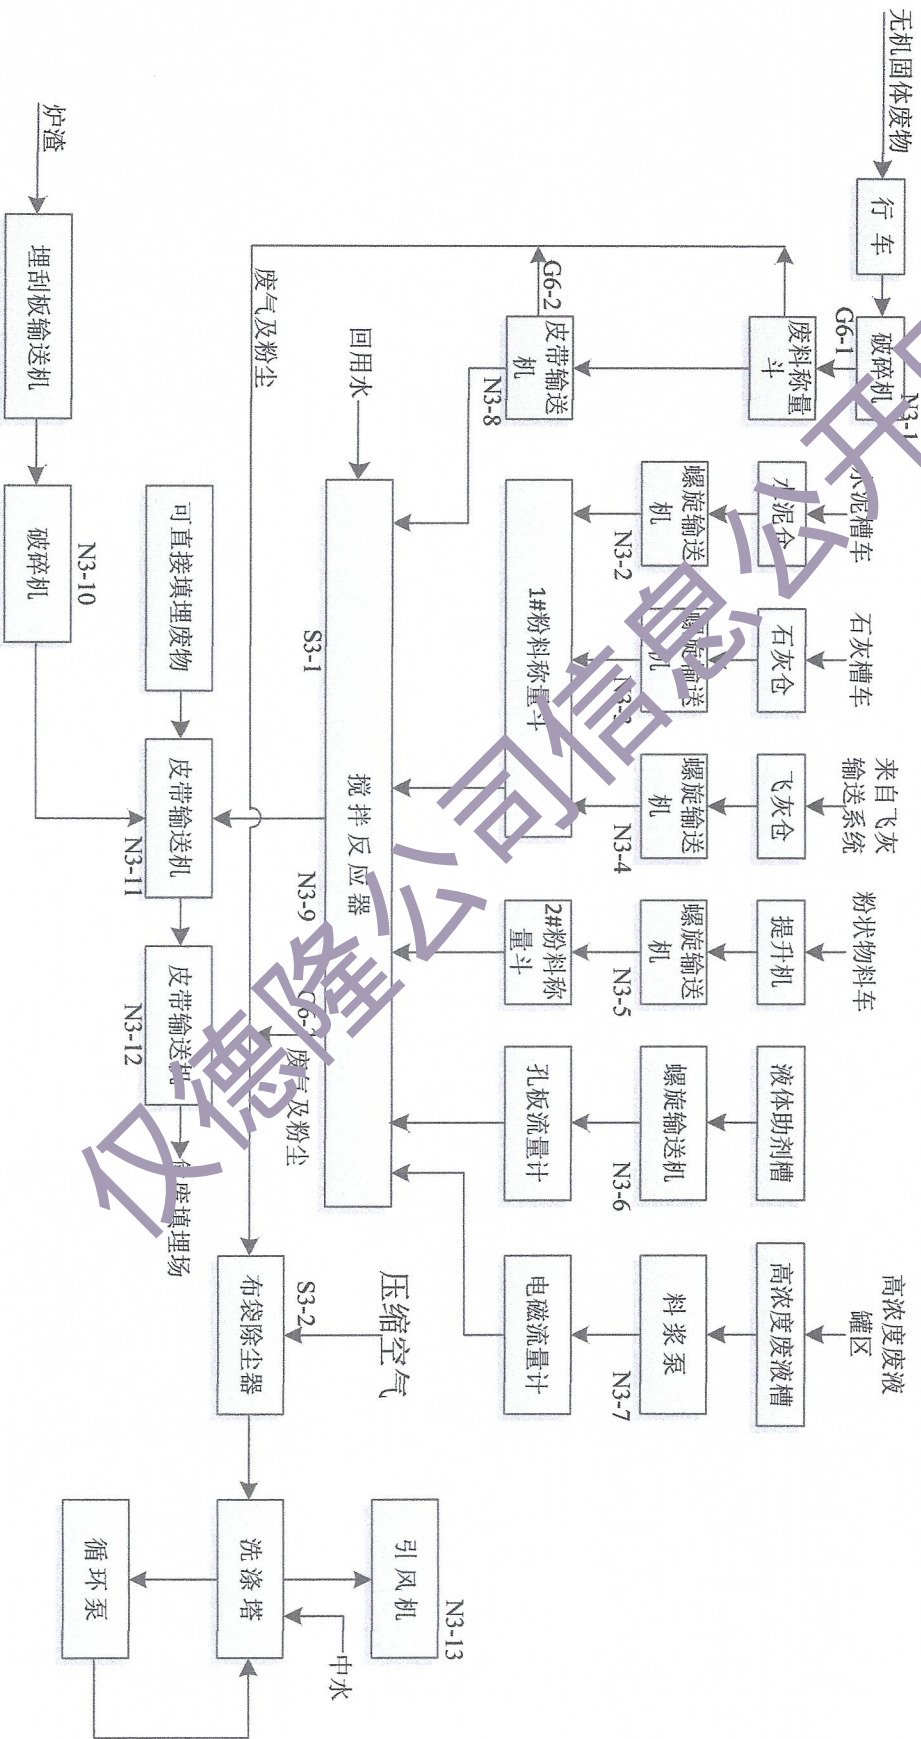 无机固体废物
行车
破碎机
N3-1
G6-1
废料称量
斗
G6-2
皮带输送
机
N3-8
废气及粉尘
回用水
水泥槽车
水泥仓
螺旋输送
机
N3-2
石灰槽车
石灰仓
螺旋输送
机
N3-3
来自飞灰
输送系统
飞灰仓
螺旋输送
机
N3-4
1#粉料称量斗
粉状物料车
提升机
螺旋输送
机
N3-5
2#粉料称
量斗
液体助剂槽
螺旋输送机
N3-6
孔板流量计
高浓度废液
罐区
高浓度废液槽
料浆泵
N3-7
电磁流量计
搅拌反应器
S3-1
N3-9
废气及粉尘
炉渣
埋刮板输送机
破碎机
N3-10
可直接填埋废物
皮带输送机
N3-11
皮带输送机
N3-12
废填埋场
压缩空气
S3-2
布袋除尘器
洗涤塔
引风机
N3-13
中水
循环泵
仅德隆公司信息公开